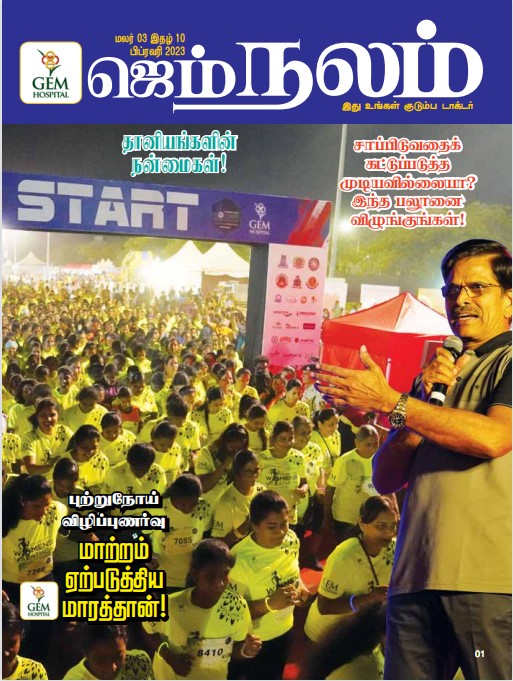 மலர் 03 இதழ் 10
பிப்ரவரி 2023
GEM
HOSPITAL
ஜெம்நலம்
இது உங்கள் குடும்ப டாக்டர்
தானியங்களின்
நன்மைகள்!
சாப்பிடுவதைக்
கட்டுப்படுத்த
முடியவில்லையா?
இந்த பலூனை
விழுங்குங்கள்!
START
GEM
HOSPITAL
புற்றுநோய்
விழிப்புணர்வு
மாற்றம்
ஏற்படுத்திய
மாரத்தான்!
GEM
HOSPITAL
7085
8410
01